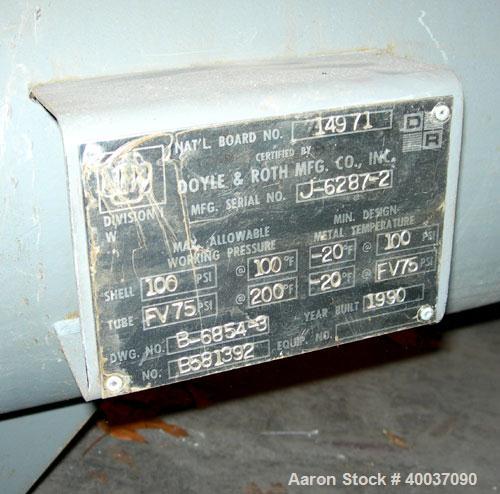 NAT'L. BOARD NO. 14971
D R
CERTIFIED BY
DOYLE & ROTH MFG. CO., INC.
MFG. SERIAL NO. J-6287-2
DIVISION
W
MAX. ALLOWABLE WORKING PRESSURE
MIN. DESIGN METAL TEMPERATURE
SHELL 100 PSI @ 100 °F -20 °F @ 100 PSI
TUBE FV75 PSI @ 200 °F -20 °F @ FV75 PSI
DWG. NO. B-6854-3 YEAR BUILT 1990
NO. B581392 EQUIP. NO.
Aaron Stock # 40037090